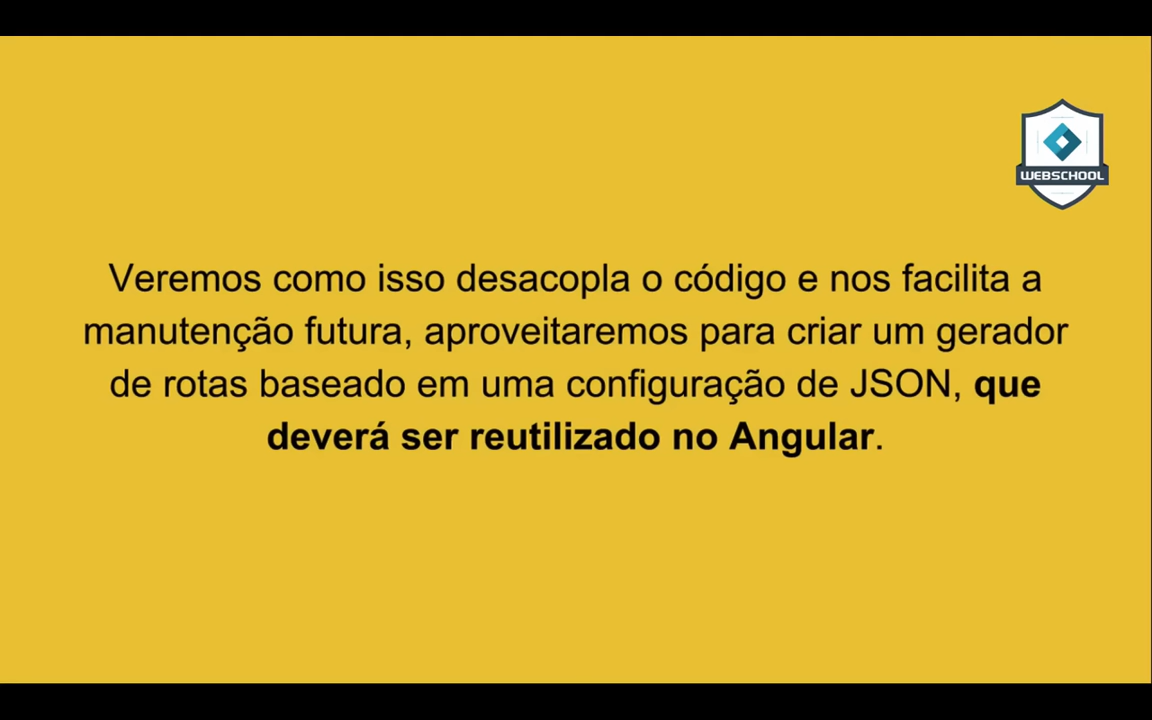 WEBSCHOOL
Veremos como isso desacopla o código e nos facilita a
manutenção futura, aproveitaremos para criar um gerador
de rotas baseado em uma configuração de JSON, que
deverá ser reutilizado no Angular.